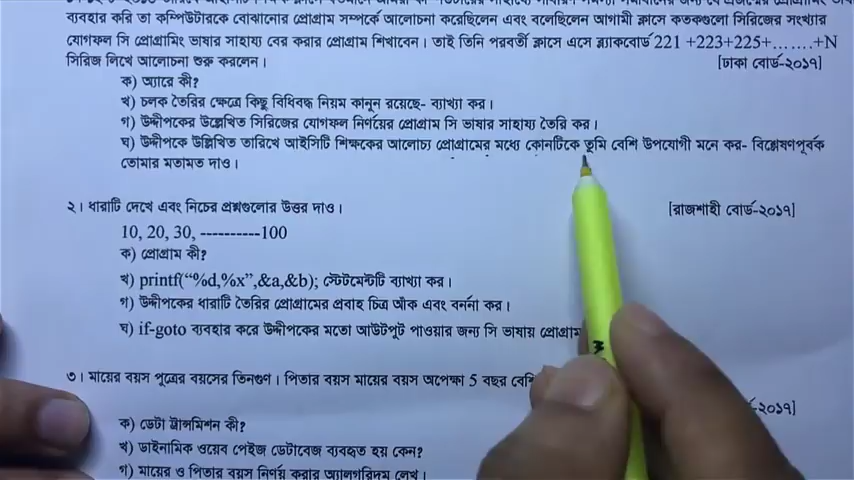 ব্যবহার করি তা কম্পিউটারকে বোঝানোর প্রোগ্রাম সম্পর্কে আলোচনা করেছিলেন এবং বলেছিলেন আগামী ক্লাসে কতকগুলো সিরিজের সংখ্যার
যোগফল সি প্রোগ্রামিং ভাষার সাহায্য বের করার প্রোগ্রাম শিখাবেন। তাই তিনি পরবর্তী ক্লাসে এসে ব্ল্যাকবোর্ড 221 +223+225+…….+N
সিরিজ লিখে আলোচনা শুরু করলেন। [ঢাকা বোর্ড-২০১৭]
ক) অ্যারে কী?
খ) চলক তৈরির ক্ষেত্রে কিছু বিধিবদ্ধ নিয়ম কানুন রয়েছে- ব্যাখ্যা কর।
গ) উদ্দীপকের উল্লেখিত সিরিজের যোগফল নির্ণয়ের প্রোগ্রাম সি ভাষার সাহায্য তৈরি কর।
ঘ) উদ্দীপকে উল্লিখিত তারিখে আইসিটি শিক্ষকের আলোচ্য প্রোগ্রামের মধ্যে কোনটিকে তুমি বেশি উপযোগী মনে কর- বিশ্লেষণপূর্বক
তোমার মতামত দাও।
২। ধারাটি দেখে এবং নিচের প্রশ্নগুলোর উত্তর দাও। [রাজশাহী বোর্ড-২০১৭]
10, 20, 30, ----------100
ক) প্রোগ্রাম কী?
খ) printf(“%d,%x”,&a,&b); স্টেটমেন্টটি ব্যাখ্যা কর।
গ) উদ্দীপকের ধারাটি তৈরির প্রোগ্রামের প্রবাহ চিত্র আঁক এবং বর্ননা কর।
ঘ) if-goto ব্যবহার করে উদ্দীপকের মতো আউটপুট পাওয়ার জন্য সি ভাষায় প্রোগ্রাম
৩। মায়ের বয়স পুত্রের বয়সের তিনগুণ। পিতার বয়স মায়ের বয়স অপেক্ষা 5 বছর
২০১৭]
ক) ডেটা ট্রান্সমিশন কী?
খ) ডাইনামিক ওয়েব পেইজ ডেটাবেজ ব্যবহৃত হয় কেন?
গ) মায়ের ও পিতার বয়স নির্ণয় করার অ্যালগরিদম লেখ।